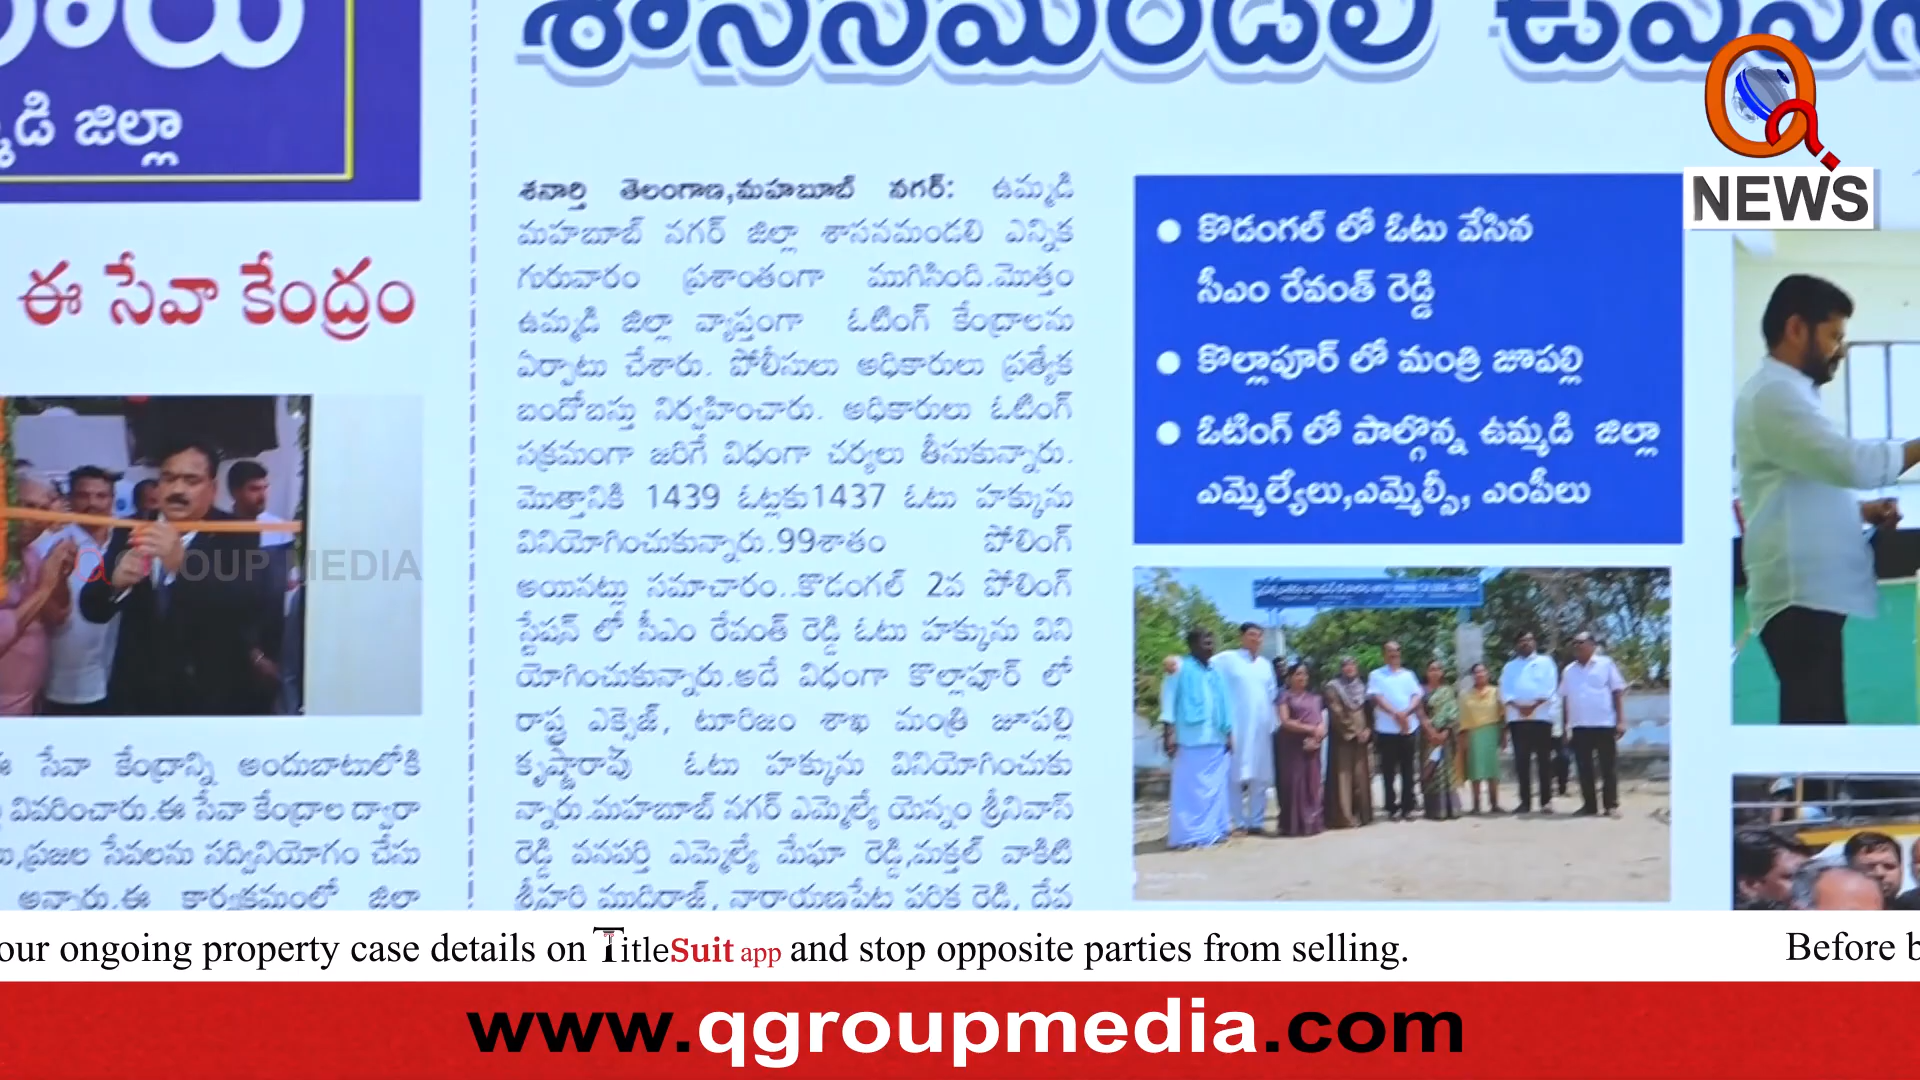 శాసనమండలి
జిల్లా
ఈ సేవా కేంద్రం
ఈ సేవా కేంద్రాన్ని అందుబాటులోకి
వివరించారు.ఈ సేవా కేంద్రాల ద్వారా
,ప్రజల సేవలను సద్వినియోగం చేసు
అన్నారు.ఈ కార్యక్రమంలో జిల్లా
శనార్తి తెలంగాణ,మహబూబ్ నగర్: ఉమ్మడి
మహబూబ్ నగర్ జిల్లా శాసనమండలి ఎన్నిక
గురువారం ప్రశాంతంగా ముగిసింది.మొత్తం
ఉమ్మడి జిల్లా వ్యాప్తంగా ఓటింగ్ కేంద్రాలను
ఏర్పాటు చేశారు. పోలీసులు అధికారులు ప్రత్యేక
బందోబస్తు నిర్వహించారు. అధికారులు ఓటింగ్
సక్రమంగా జరిగే విధంగా చర్యలు తీసుకున్నారు.
మొత్తానికి 1439 ఓట్లకు1437 ఓటు హక్కును
వినియోగించుకున్నారు.99శాతం పోలింగ్
అయినట్లు సమాచారం..కొడంగల్ 2వ పోలింగ్
స్టేషన్ లో సీఎం రేవంత్ రెడ్డి ఓటు హక్కును విని
యోగించుకున్నారు.అదే విధంగా కొల్లాపూర్ లో
రాష్ట్ర ఎక్సైజ్, టూరిజం శాఖ మంత్రి జూపల్లి
కృష్ణారావు ఓటు హక్కును వినియోగించుకు
న్నారు.మహబూబ్ నగర్ ఎమ్మెల్యే యెన్నం శ్రీనివాస్
రెడ్డి వనపర్తి ఎమ్మెల్యే మేఘా రెడ్డి,మక్తల్ వాకిటి
శ్రీహరి ముదిరాజ్, నారాయణపేట పరిక రెడ్డి, దేవ
• కొడంగల్ లో ఓటు వేసిన
సీఎం రేవంత్ రెడ్డి
• కొల్లాపూర్ లో మంత్రి జూపల్లి
• ఓటింగ్ లో పాల్గొన్న ఉమ్మడి జిల్లా
ఎమ్మెల్యేలు,ఎమ్మెల్సీ, ఎంపీలు
Q
NEWS
Q GROUP MEDIA
our ongoing property case details on TitleSuit app and stop opposite parties from selling. Before b
www.qgroupmedia.com